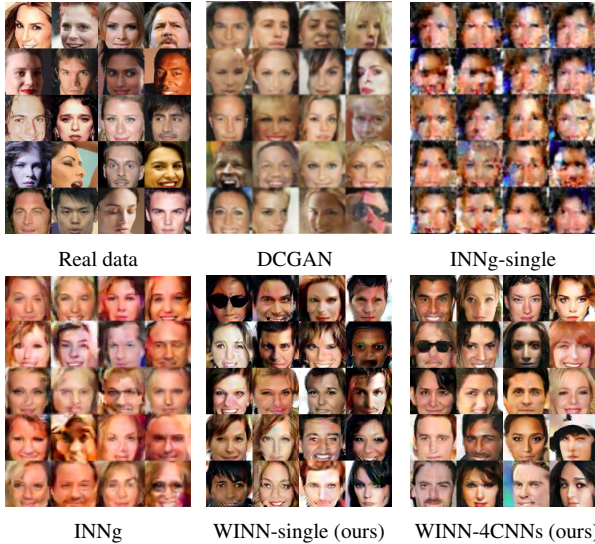 Real data
DCGAN
INNg-single
INNg
WINN-single (ours)
WINN-4CNNs (ours)